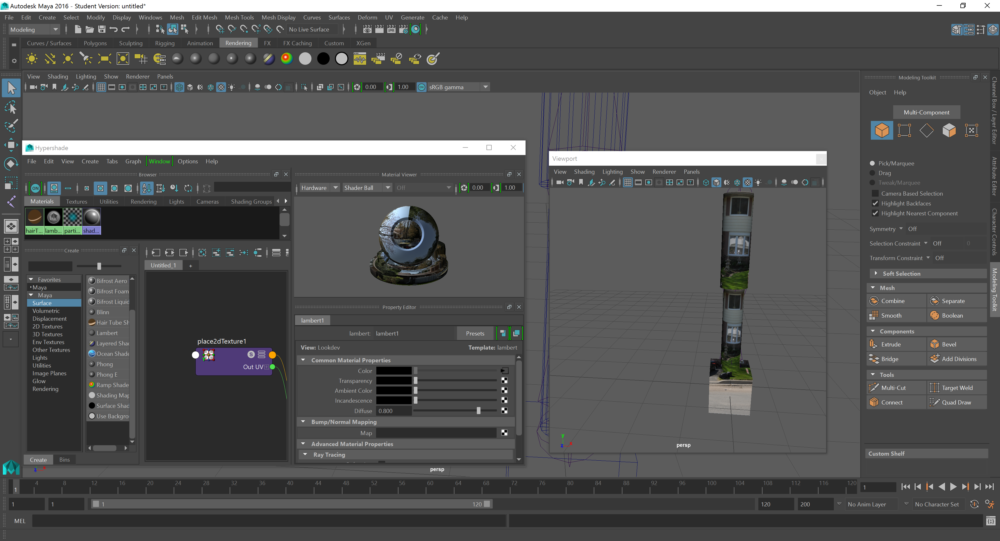 Autodesk Maya 2016 - Student Version: untitled*
File Edit Create Select Modify Display Windows Mesh Edit Mesh Mesh Tools Mesh Display Curves Surfaces Deform UV Generate Cache Help
Modeling No Live Surface IPR
Curves / Surfaces Polygons Sculpting Rigging Animation Rendering FX FX Caching Custom XGen
View Shading Lighting Show Renderer Panels
0.00 1.00 ON sRGB gamma
Modeling Toolkit
Object Help
Multi-Component
Pick/Marquee
Drag
Tweak/Marquee
Camera Based Selection
Highlight Backfaces
Highlight Nearest Component
Symmetry Off
Selection Constraint Off 0
Transform Constraint Off
Soft Selection
Mesh
Combine Separate
Smooth Boolean
Components
Extrude Bevel
Bridge Add Divisions
Tools
Multi-Cut Target Weld
Connect Quad Draw
Custom Shelf
Channel Box / Layer Editor
Attribute Editor
Character Controls
Modeling Toolkit
Hypershade
File Edit View Create Tabs Graph Window Options Help
Browser
ON
Materials Textures Utilities Rendering Lights Cameras Shading Groups
hairT... lamb... parti... shad...
Create
Favorites
Maya
Maya
Surface
Volumetric
Displacement
2D Textures
3D Textures
Env Textures
Other Textures
Lights
Utilities
Image Planes
Glow
Rendering
Bifrost Aero
Bifrost Foam
Bifrost Liquid
Blinn
Hair Tube Sh
Lambert
Layered Shad
Ocean Shade
Phong
Phong E
Ramp Shade
Shading Map
Surface Shad
Use Backgro
Create Bins
Untitled_1 +
place2dTexture1
S
Out UV
Material Viewer
Hardware Shader Ball Off 0.00 1.00
Property Editor
lambert1
lambert: lambert1 Presets
View: Lookdev Template: lambert
Common Material Properties
Color
Transparency
Ambient Color
Incandescence
Diffuse 0.800
Bump/Normal Mapping
Map
Advanced Material Properties
Ray Tracing
Viewport
View Shading Lighting Show Renderer Panels
y
z x
persp
z x
persp
1 4 8 12 16 20 24 28 32 36 40 44 48 52 56 60 64 68 72 76 80 84 88 92 96 100 104 108 112 116 120 1
1 1 1 120 120 200 No Anim Layer No Character Set
MEL